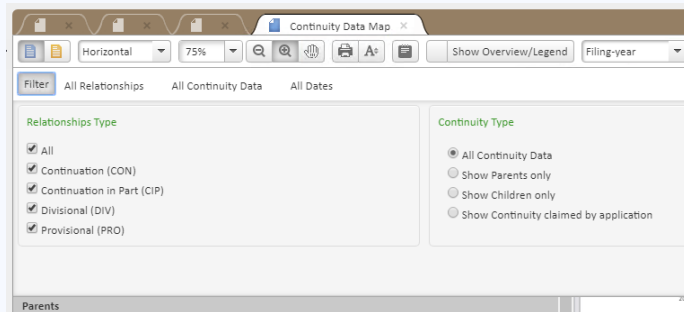 Continuity Data Map
Horizontal 75% A Show Overview/Legend Filing-year
Filter All Relationships All Continuity Data All Dates
Relationships Type Continuity Type
All All Continuity Data
Continuation (CON) Show Parents only
Continuation in Part (CIP) Show Children only
Divisional (DIV) Show Continuity claimed by application
Provisional (PRO)
Parents